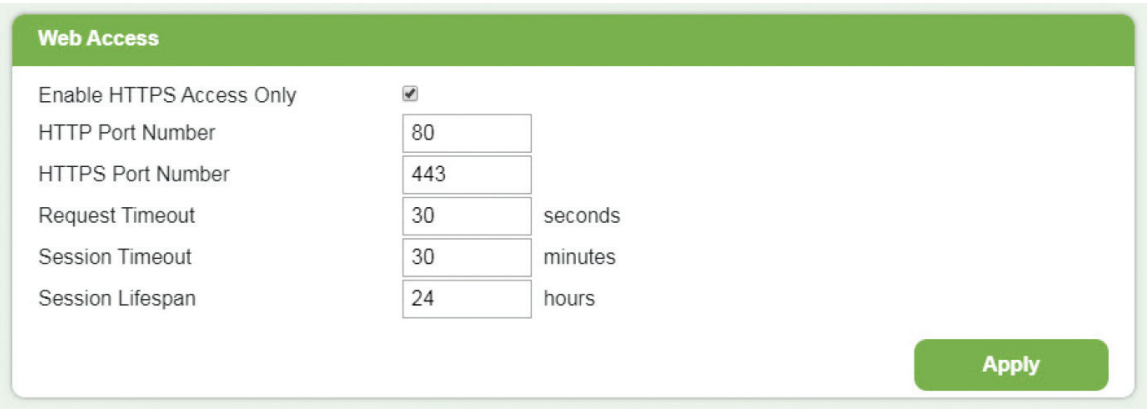 Web Access
Enable HTTPS Access Only
HTTP Port Number 80
HTTPS Port Number 443
Request Timeout 30 seconds
Session Timeout 30 minutes
Session Lifespan 24 hours
Apply